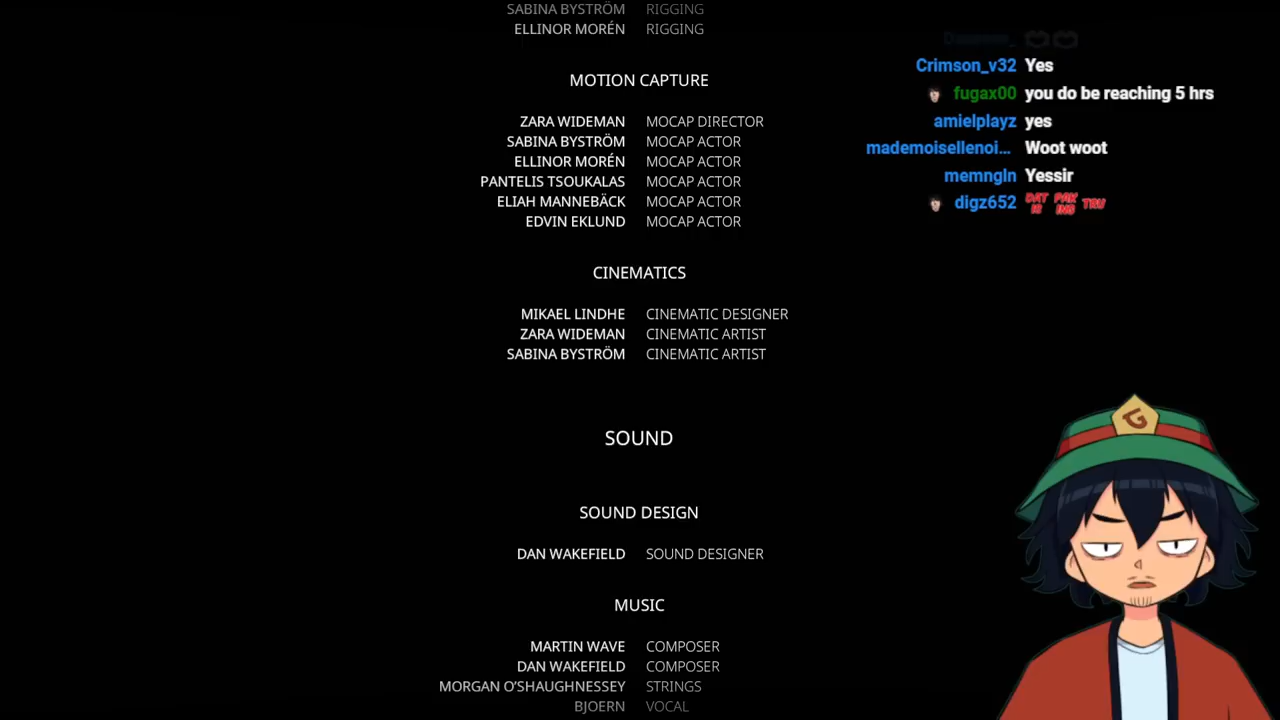 SABINA BYSTRÖM RIGGING
ELLINOR MORÉN RIGGING
MOTION CAPTURE
ZARA WIDEMAN MOCAP DIRECTOR
SABINA BYSTRÖM MOCAP ACTOR
ELLINOR MORÉN MOCAP ACTOR
PANTELIS TSOUKALAS MOCAP ACTOR
ELIAH MANNEBÄCK MOCAP ACTOR
EDVIN EKLUND MOCAP ACTOR
CINEMATICS
MIKAEL LINDHE CINEMATIC DESIGNER
ZARA WIDEMAN CINEMATIC ARTIST
SABINA BYSTRÖM CINEMATIC ARTIST
SOUND
SOUND DESIGN
DAN WAKEFIELD SOUND DESIGNER
MUSIC
MARTIN WAVE COMPOSER
DAN WAKEFIELD COMPOSER
MORGAN O'SHAUGHNESSEY STRINGS
BJOERN VOCAL
Crimson_v32 Yes
fugax00 you do be reaching 5 hrs
amielplayz yes
mademoisellenoi... Woot woot
memngln Yessir
digz652
G